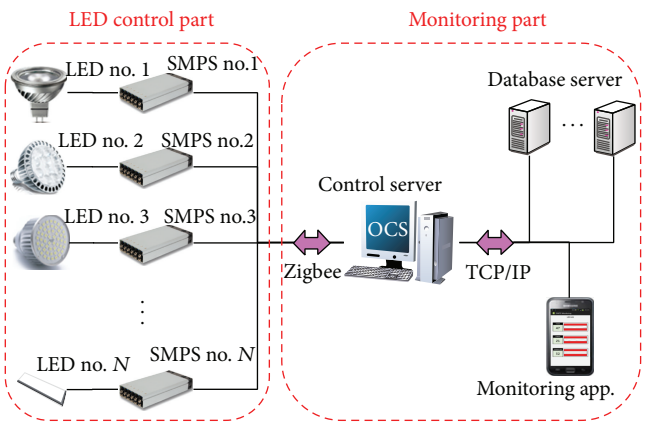 LED control part
Monitoring part
LED no. 1
SMPS no.1
LED no. 2
SMPS no.2
LED no. 3
SMPS no.3
LED no. N
SMPS no. N
Zigbee
Control server
OCS
TCP/IP
Database server
Monitoring app.